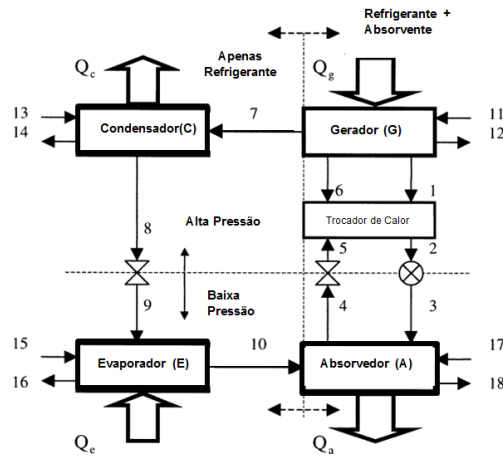 Refrigerante +
Absorvente
Apenas
Refrigerante
Qc
Qg
13
14
Condensador(C)
7
Gerador (G)
11
12
6
1
Trocador de Calor
8
Alta Pressão
5
2
9
Baixa
Pressão
4
3
15
16
Evaporador (E)
10
Absorvedor (A)
17
18
Qe
Qa